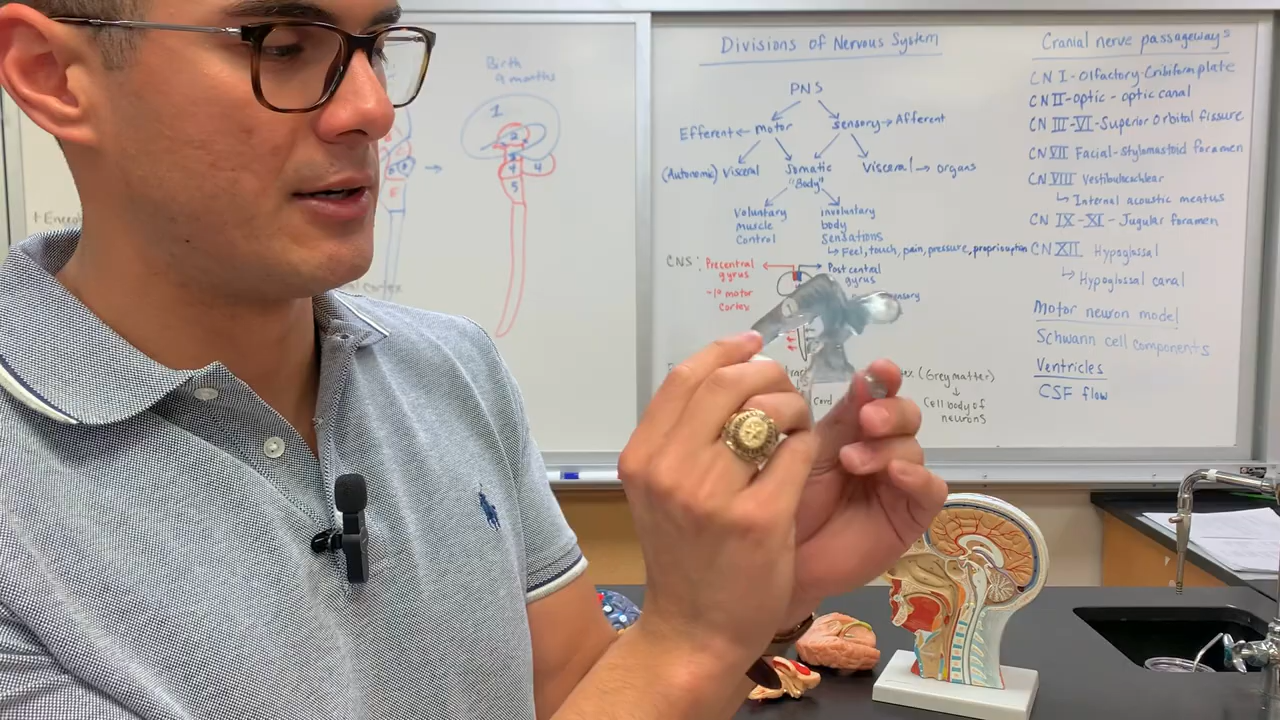 Birth
9 months
1
2
3
4
4
5
+ Enceph
Divisions of Nervous System
PNS
Efferent ← Motor
Sensory → Afferent
(Autonomic) Visceral
Somatic
"Body"
Visceral → organs
Voluntary
muscle
control
involuntary
body
Sensations
↳ Feel, touch, pain, pressure, proprioception
CNS:
Precentral
gyrus
-1° motor
cortex
Post central
gyrus
(Grey matter)
Cord
Cell body of
neurons
Cranial nerve passageways
CN I - Olfactory - Cribiform plate
CN II - optic - optic canal
CN III - VI - Superior Orbital fissure
CN VII Facial - Stylomastoid foramen
CN VIII Vestibulocochlear
↳ Internal acoustic meatus
CN IX - XI - Jugular foramen
CN XII Hypoglossal
↳ Hypoglossal canal
Motor neuron model
Schwann cell components
Ventricles
CSF flow